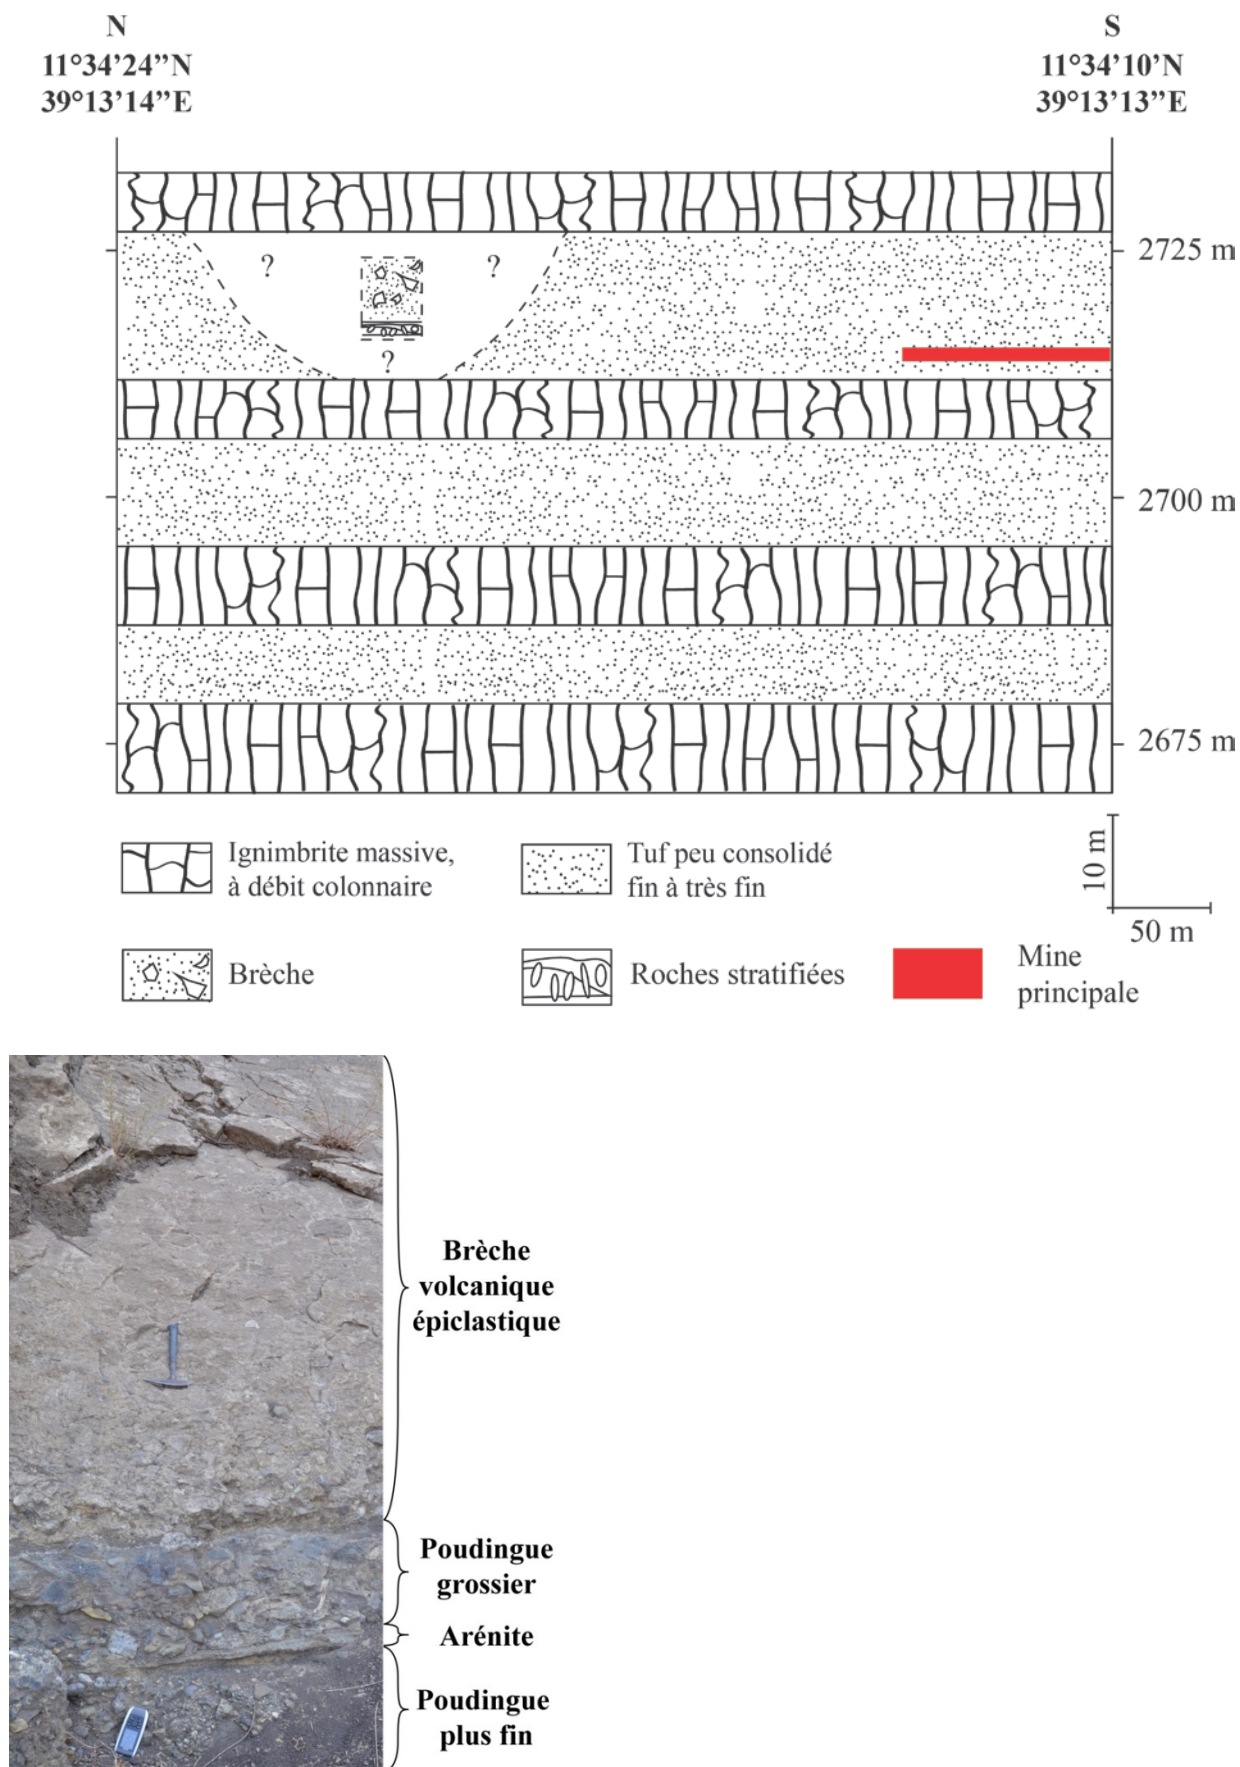 N
11°34’24”N
39°13’14”E
S
11°34’10’N
39°13’13”E
2725 m
?
?
?
2700 m
2675 m
Ignimbrite massive,
à débit colonnaire
Tuf peu consolidé
fin à très fin
10 m
50 m
Brèche
Roches stratifiées
Mine
principale
Brèche
volcanique
épiclastique
Poudingue
grossier
Arénite
Poudingue
plus fin